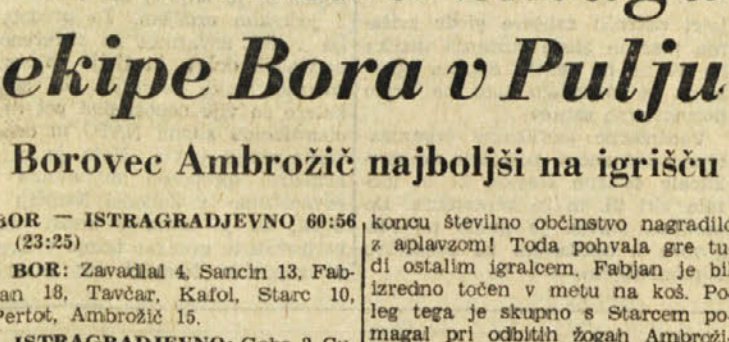 ekipe Bora v Pulju
Borovec Ambrožič najboljši na igrišču
BOR — ISTRAGRADJEVNO 60:56
(23:25)
BOR: Zavadlal 4, Sancin 13, Fab-
jan 18, Tavčar, Kafol, Starc 10,
Pertot, Ambrožič 15.
ISTRAGRADJEVNO:
koncu številno občinstvo nagradilo
z aplavzom! Toda pohvala gre tu-
di ostalim igralcem. Fabjan je bil
izredno točen v metu na koš. Po-
leg tega je skupno s Starcem po-
magal pri odbitih žogah Ambroži-